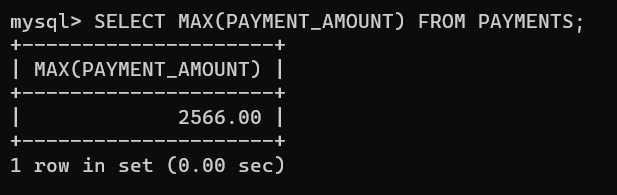 mysql> SELECT MAX(PAYMENT_AMOUNT) FROM PAYMENTS;
+---------------------+
| MAX(PAYMENT_AMOUNT) |
+---------------------+
|             2566.00 |
+---------------------+
1 row in set (0.00 sec)